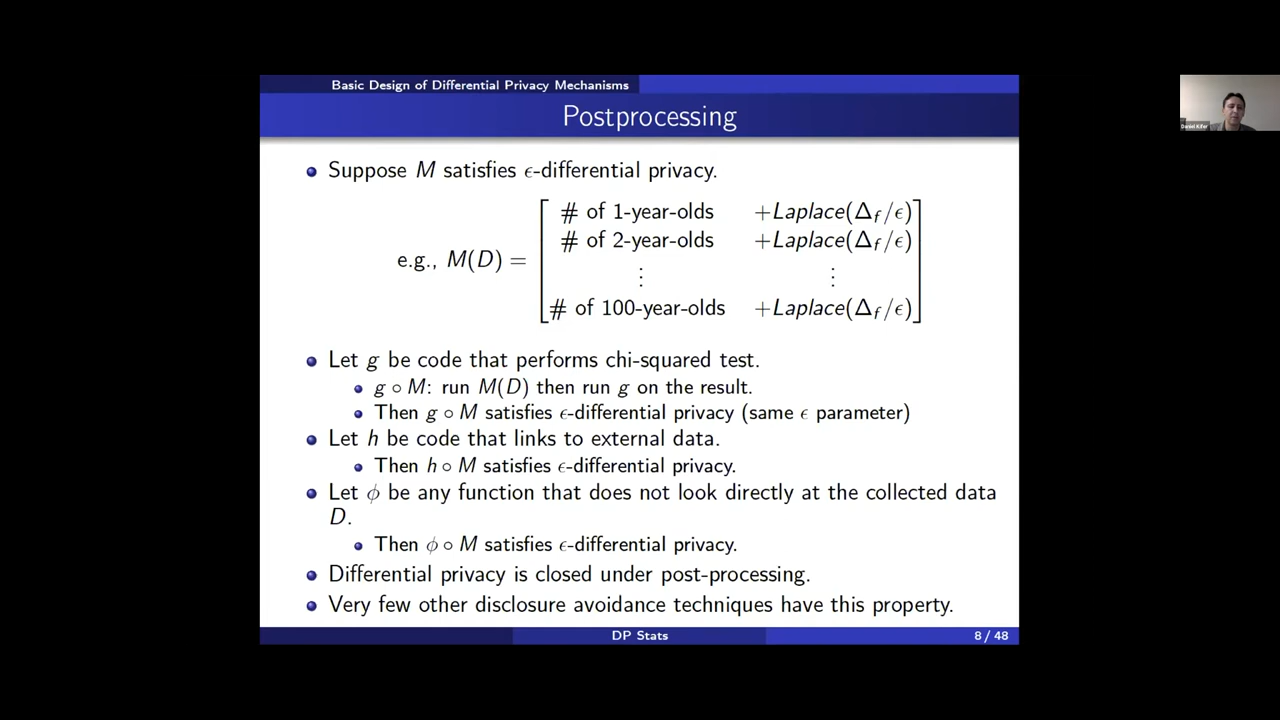 Basic Design of Differential Privacy Mechanisms
Postprocessing
Suppose M satisfies ϵ-differential privacy.
# of 1-year-olds +Laplace(Δf/ϵ)
# of 2-year-olds +Laplace(Δf/ϵ)
e.g., M(D) =
⋮ ⋮
# of 100-year-olds +Laplace(Δf/ϵ)
Let g be code that performs chi-squared test.
g ∘ M: run M(D) then run g on the result.
Then g ∘ M satisfies ϵ-differential privacy (same ϵ parameter)
Let h be code that links to external data.
Then h ∘ M satisfies ϵ-differential privacy.
Let ϕ be any function that does not look directly at the collected data
D.
Then ϕ ∘ M satisfies ϵ-differential privacy.
Differential privacy is closed under post-processing.
Very few other disclosure avoidance techniques have this property.
DP Stats
8 / 48
Daniel Kifer